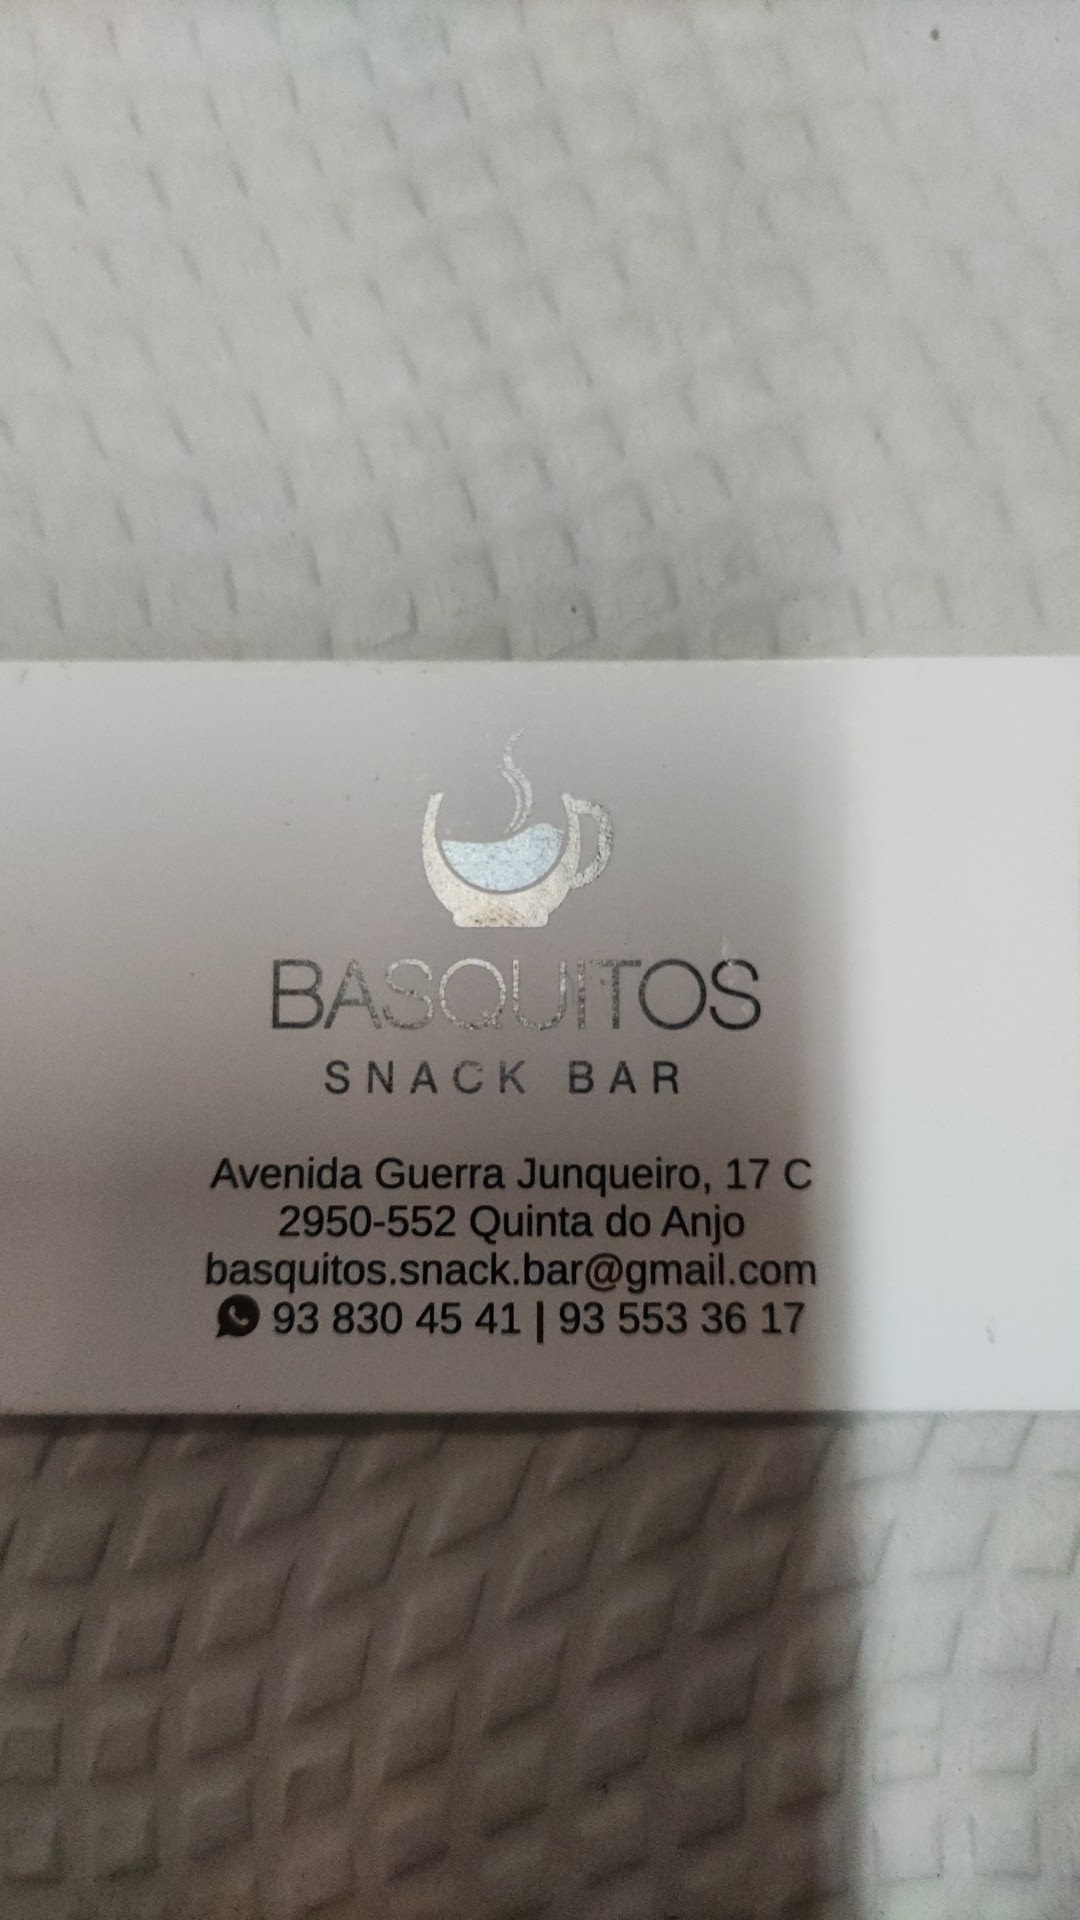 BASQUITOS
SNACK BAR
Avenida Guerra Junqueiro, 17 C
2950-552 Quinta do Anjo
basquitos.snack.bar@gmail.com
93 830 45 41 | 93 553 36 17